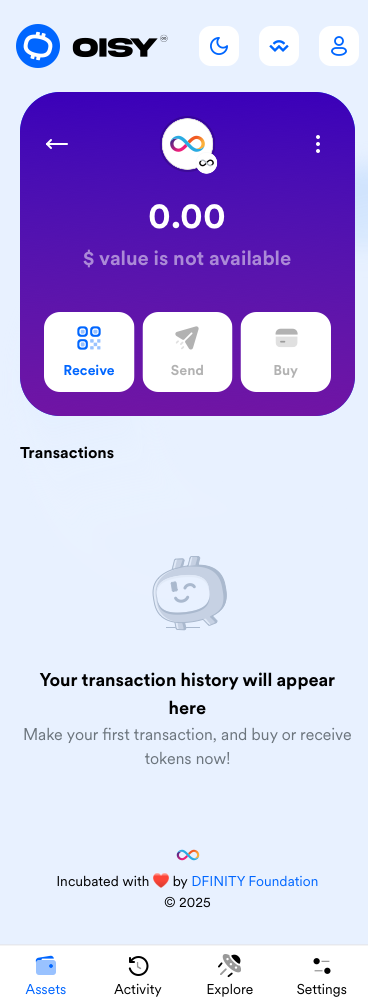 OISY
0.00
$ value is not available
Receive
Send
Buy
Transactions
Your transaction history will appear
here
Make your first transaction, and buy or receive
tokens now!
Incubated with ❤️ by DFINITY Foundation
© 2025
Assets
Activity
Explore
Settings